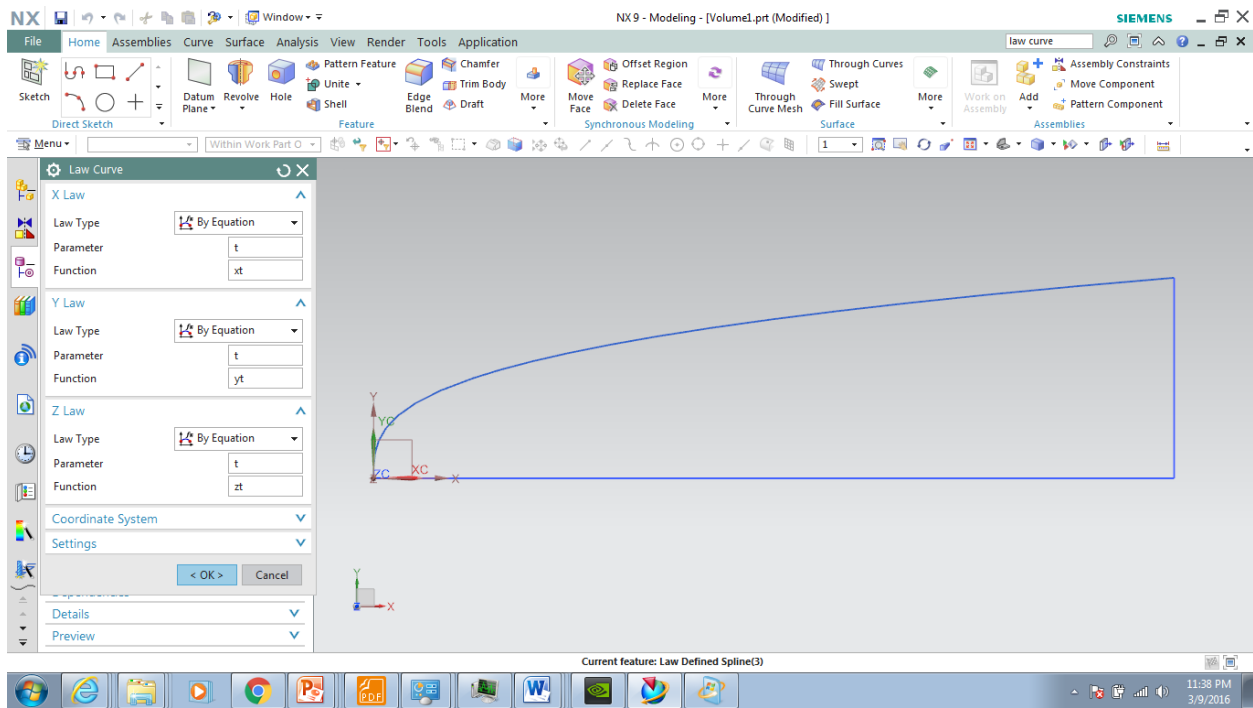 NX Window NX 9 - Modeling - [Volume1.prt (Modified) ] SIEMENS
File Home Assemblies Curve Surface Analysis View Render Tools Application law curve
Pattern Feature Chamfer Offset Region Through Curves Assembly Constraints
Unite Trim Body Replace Face Swept Move Component
Sketch Datum Plane Revolve Hole Shell Edge Blend Draft More Move Face Delete Face More Through Curve Mesh Fill Surface More Work on Assembly Add Pattern Component
Direct Sketch Feature Synchronous Modeling Surface Assemblies
Menu Within Work Part O 1
Law Curve
X Law
Law Type By Equation
Parameter t
Function xt
Y Law
Law Type By Equation
Parameter t
Function yt
Z Law
Law Type By Equation
Parameter t
Function zt
Coordinate System
Settings
< OK > Cancel
Details
Preview
Y
YC
ZC XC X
Y
X
Current feature: Law Defined Spline(3)
PDF
11:38 PM
3/9/2016